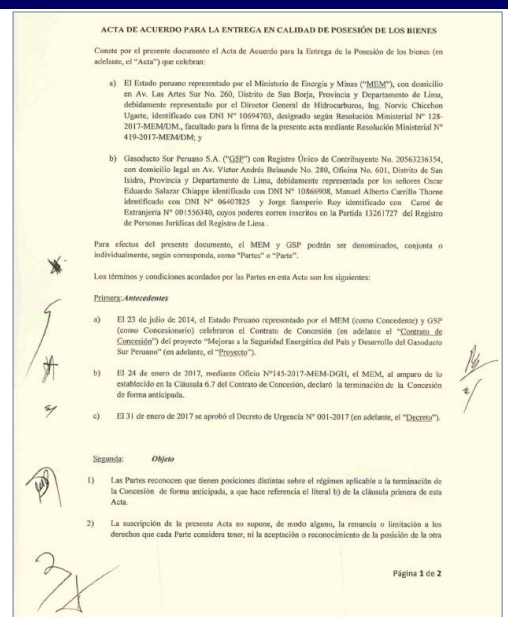 ACTA DE ACUERDO PARA LA ENTREGA EN CALIDAD DE POSESIÓN DE LOS BIENES
Conste por el presente documento el Acta de Acuerdo para la Entrega de la Posesión de los bienes (en
adelante, el "Acta") que celebran:
a) El Estado peruano representado por el Ministerio de Energía y Minas ("MEM"), con domicilio
en Av. Las Artes Sur No. 260, Distrito de San Borja, Provincia y Departamento de Lima,
debidamente representado por el Director General de Hidrocarburos, Ing. Norvic Chicchon
Ugarte, identificado con DNI N° 10694703, designado según Resolución Ministerial N° 128-
2017-MEM/DM., facultado para la firma de la presente acta mediante Resolución Ministerial N°
419-2017-MEM/DM; y
b) Gasoducto Sur Peruano S.A. ("GSP") con Registro Único de Contribuyente No. 20563236354,
con domicilio legal en Av. Víctor Andrés Belaunde No. 280, Oficina No. 601, Distrito de San
Isidro, Provincia y Departamento de Lima, debidamente representada por los señores Oscar
Eduardo Salazar Chiappe identificado con DNI N° 10866908, Manuel Alberto Carrillo Thorne
identificado con DNI N° 06407825 y Jorge Samperio Roy identificado con Carné de
Extranjería N° 001556340, cuyos poderes corren inscritos en la Partida 13261727 del Registro
de Personas Jurídicas del Registro de Lima .
Para efectos del presente documento, el MEM y GSP podrán ser denominados, conjunta o
individualmente, según corresponda, como "Partes" o "Parte".
Los términos y condiciones acordados por las Partes en esta Acta son los siguientes:
Primera: Antecedentes
a) El 23 de julio de 2014, el Estado Peruano representado por el MEM (como Concedente) y GSP
(como Concesionario) celebraron el Contrato de Concesión (en adelante el "Contrato de
Concesión") del proyecto "Mejoras a la Seguridad Energética del País y Desarrollo del Gasoducto
Sur Peruano" (en adelante, el "Proyecto").
b) El 24 de enero de 2017, mediante Oficio N°145-2017-MEM-DGH, el MEM, al amparo de lo
establecido en la Cláusula 6.7 del Contrato de Concesión, declaró la terminación de la Concesión
de forma anticipada.
c) El 31 de enero de 2017 se aprobó el Decreto de Urgencia N° 001-2017 (en adelante, el "Decreto").
Segunda: Objeto
1) Las Partes reconocen que tienen posiciones distintas sobre el régimen aplicable a la terminación de
la Concesión de forma anticipada, a que hace referencia el literal b) de la cláusula primera de esta
Acta.
2) La suscripción de la presente Acta no supone, de modo alguno, la renuncia o limitación a los
derechos que cada Parte considera tener, ni la aceptación o reconocimiento de la posición de la otra
Página 1 de 2